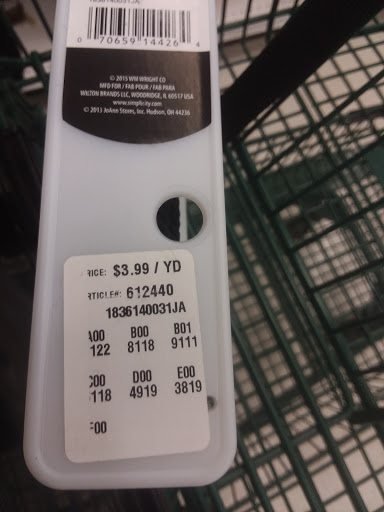 1836140031JA
0 70659 14426 4
© 2015 WM WRIGHT CO
MFD FOR / FAB POUR / FAB PARA
WILTON BRANDS LLC, WOODRIDGE, IL 60517 USA
www.simplicity.com
© 2013 JoAnn Stores, Inc. Hudson, OH 44236
RICE: $3.99 / YD
RTICLE#: 612440
1836140031JA
A00 B00 B01
122 8118 9111
C00 D00 E00
118 4919 3819
F00